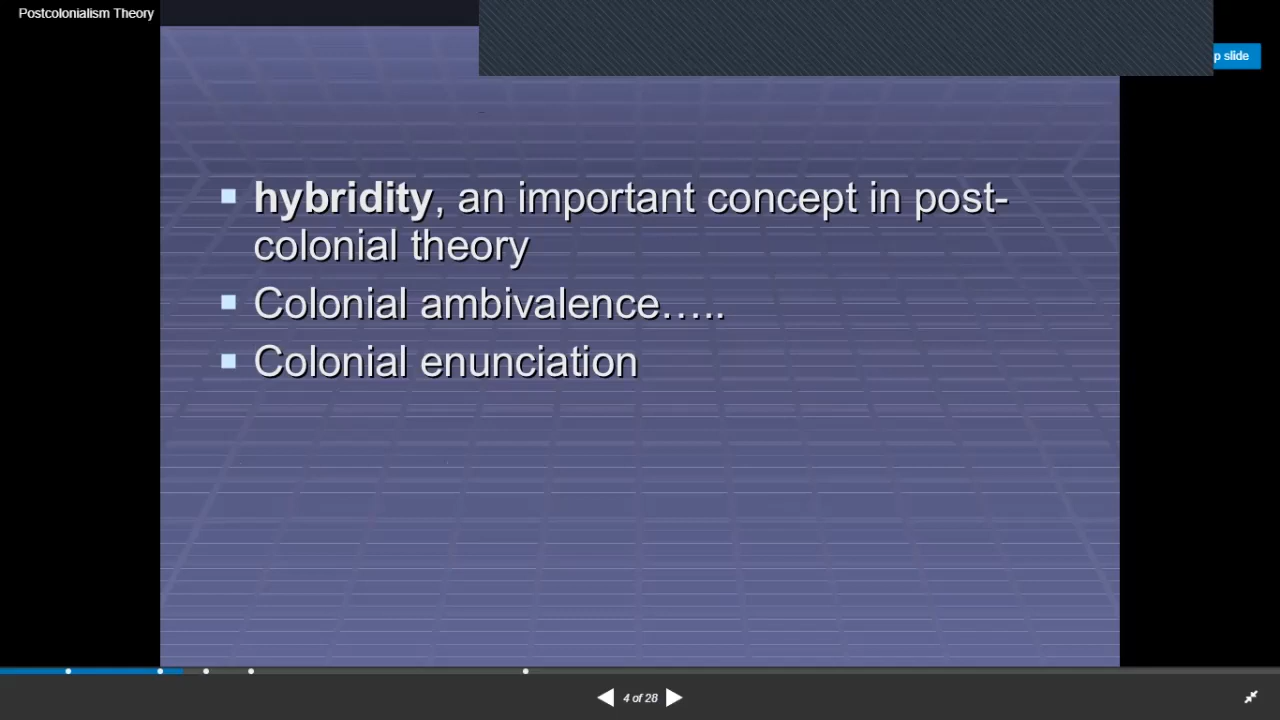 Postcolonialism Theory
p slide
hybridity, an important concept in post-
colonial theory
Colonial ambivalence…..
Colonial enunciation
4 of 28